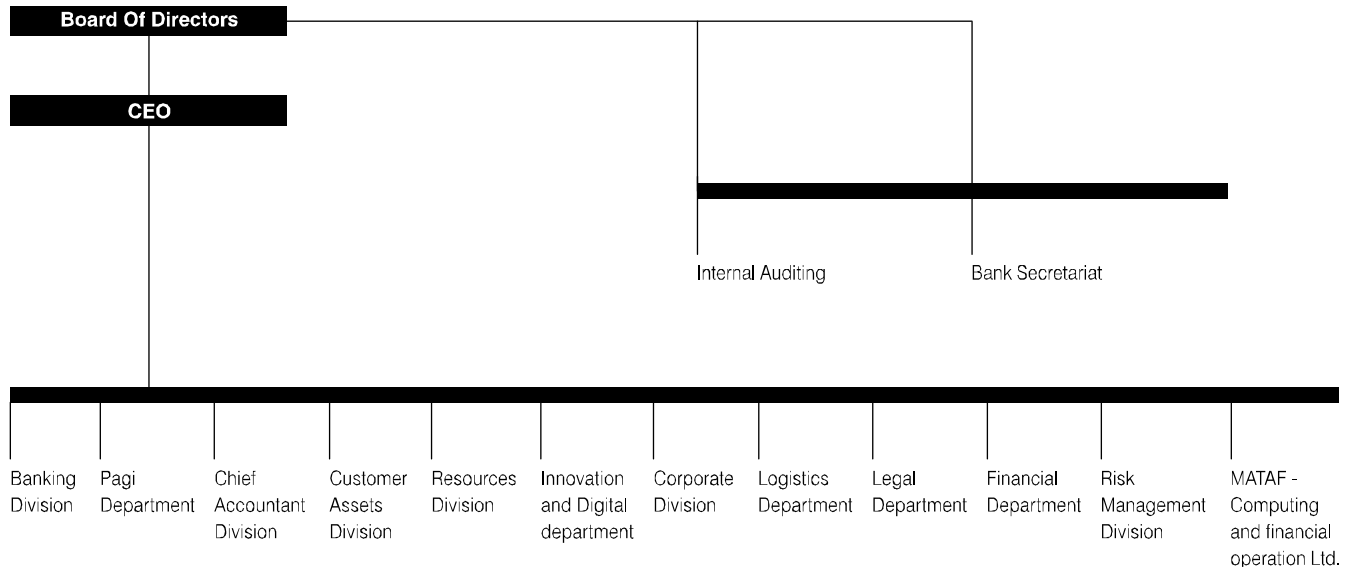 Board Of Directors
CEO
Internal Auditing
Bank Secretariat
Banking
Division
Pagi
Department
Chief
Accountant
Division
Customer
Assets
Division
Resources
Division
Innovation
and Digital
department
Corporate
Division
Logistics
Department
Legal
Department
Financial
Department
Risk
Management
Division
MATAF -
Computing
and financial
operation Ltd.